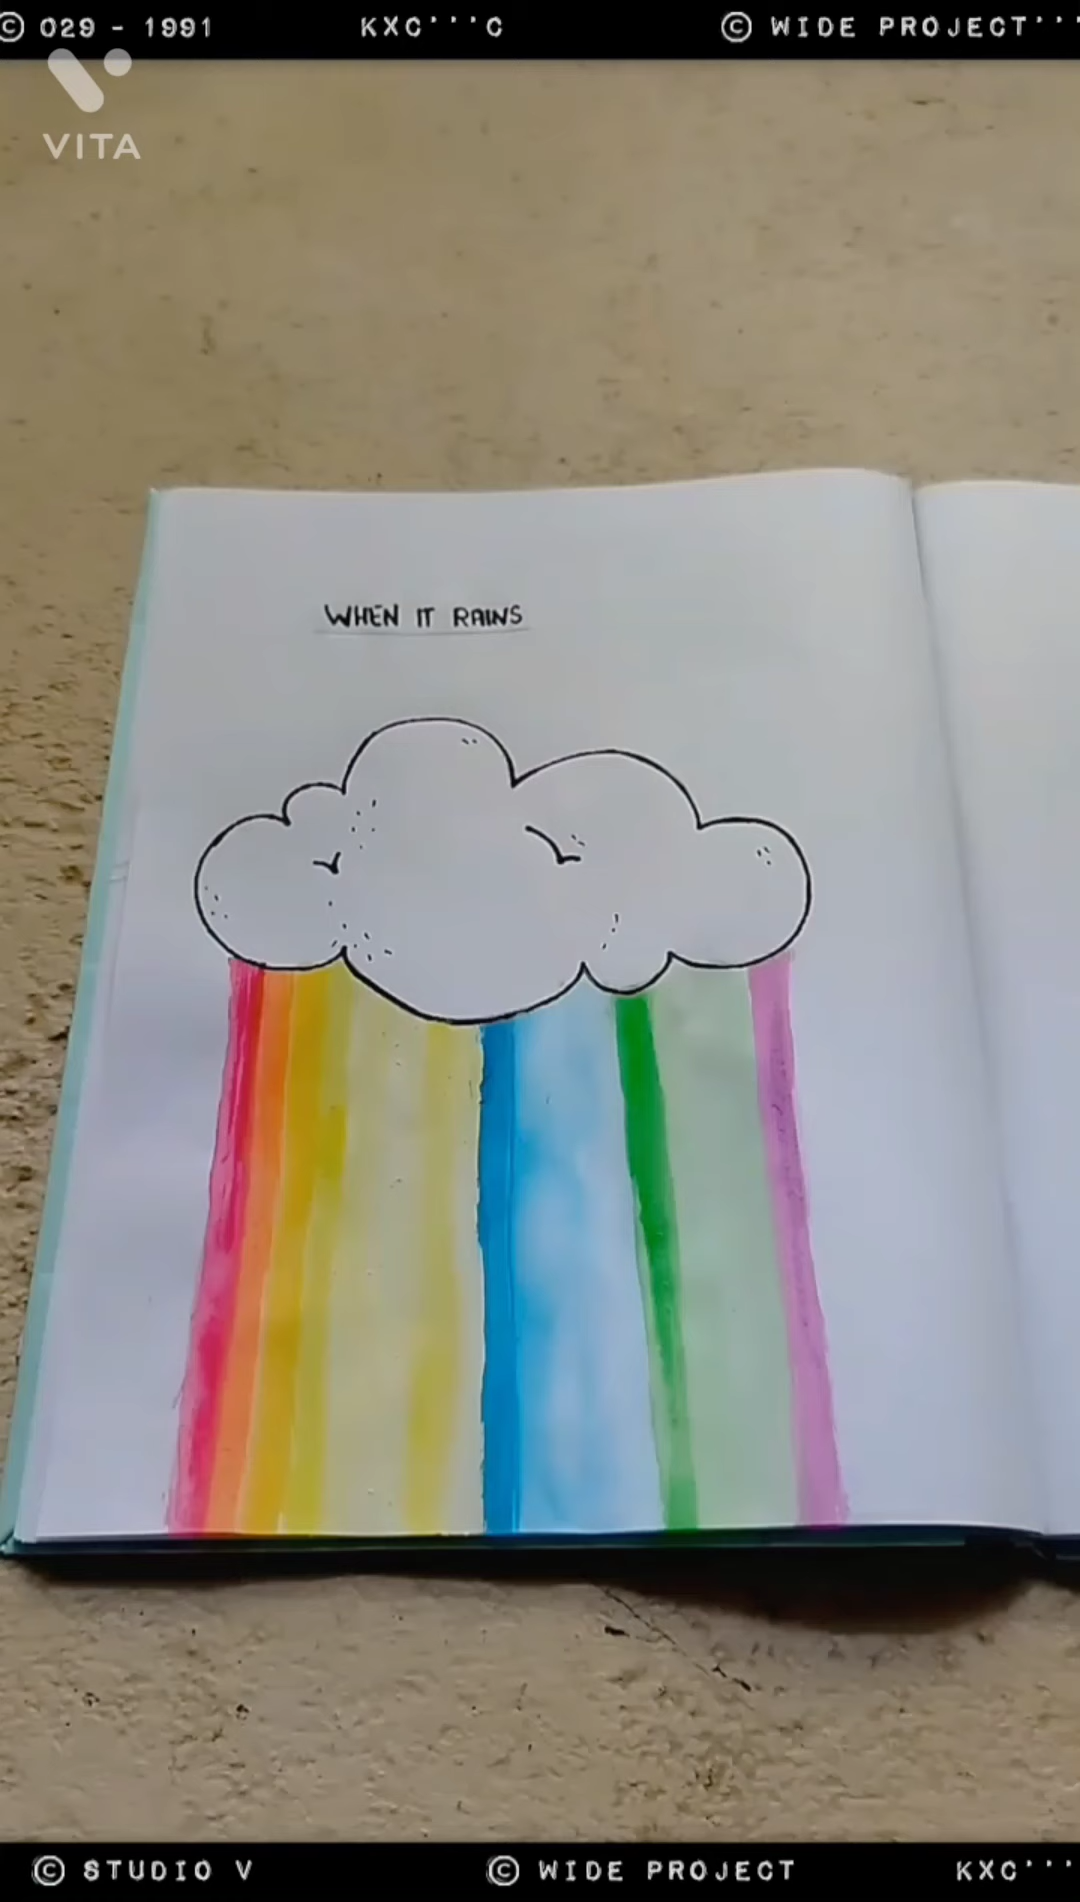 © 029 - 1991 KXC'''C © WIDE PROJECT'''
VITA
WHEN IT RAINS
© STUDIO V © WIDE PROJECT KXC'''